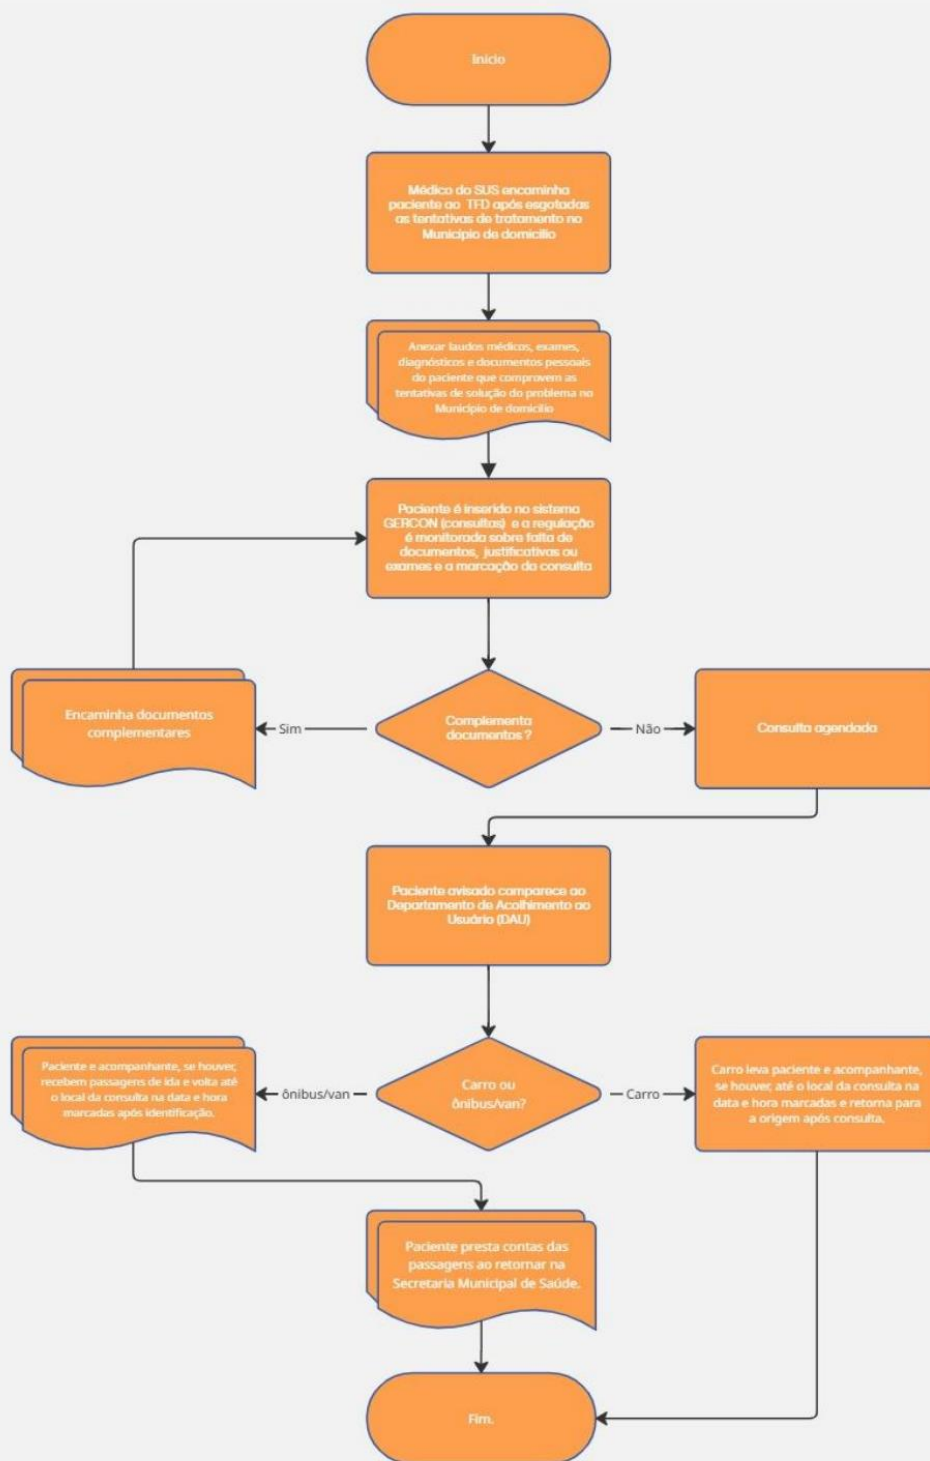 Início
Médico do SUS encaminha
paciente ao TFD após esgotadas
as tentativas de tratamento no
Município de domicílio
Anexar laudos médicos, exames,
diagnósticos e documentos pessoais
do paciente que comprovem as
tentativas de solução do problema no
Município de domicílio
Paciente é inserido no sistema
GERCON (consultas) e a regulação
é monitorada sobre falta de
documentos, justificativas ou
exames e a marcação da consulta
Encaminha documentos
complementares
Sim
Complementa
documentos ?
Não
Consulta agendada
Paciente avisado comparece ao
Departamento de Acolhimento ao
Usuário (DAU)
Paciente e acompanhante, se houver,
recebem passagens de ida e volta até
o local da consulta na data e hora
marcadas após identificação.
ônibus/van
Carro ou
ônibus/van?
Carro
Carro leva paciente e acompanhante,
se houver, até o local da consulta na
data e hora marcadas e retorna para
a origem após consulta.
Paciente presta contas das
passagens ao retornar na
Secretaria Municipal de Saúde.
Fim.